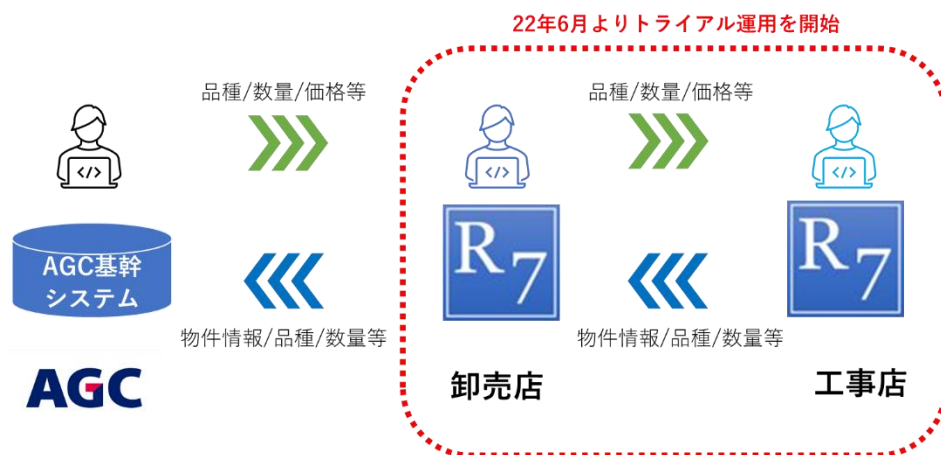 22年6月よりトライアル運用を開始
品種/数量/価格等
品種/数量/価格等
</>
</>
</>
AGC基幹
システム
R7
R7
物件情報/品種/数量等
物件情報/品種/数量等
AGC
卸売店
工事店